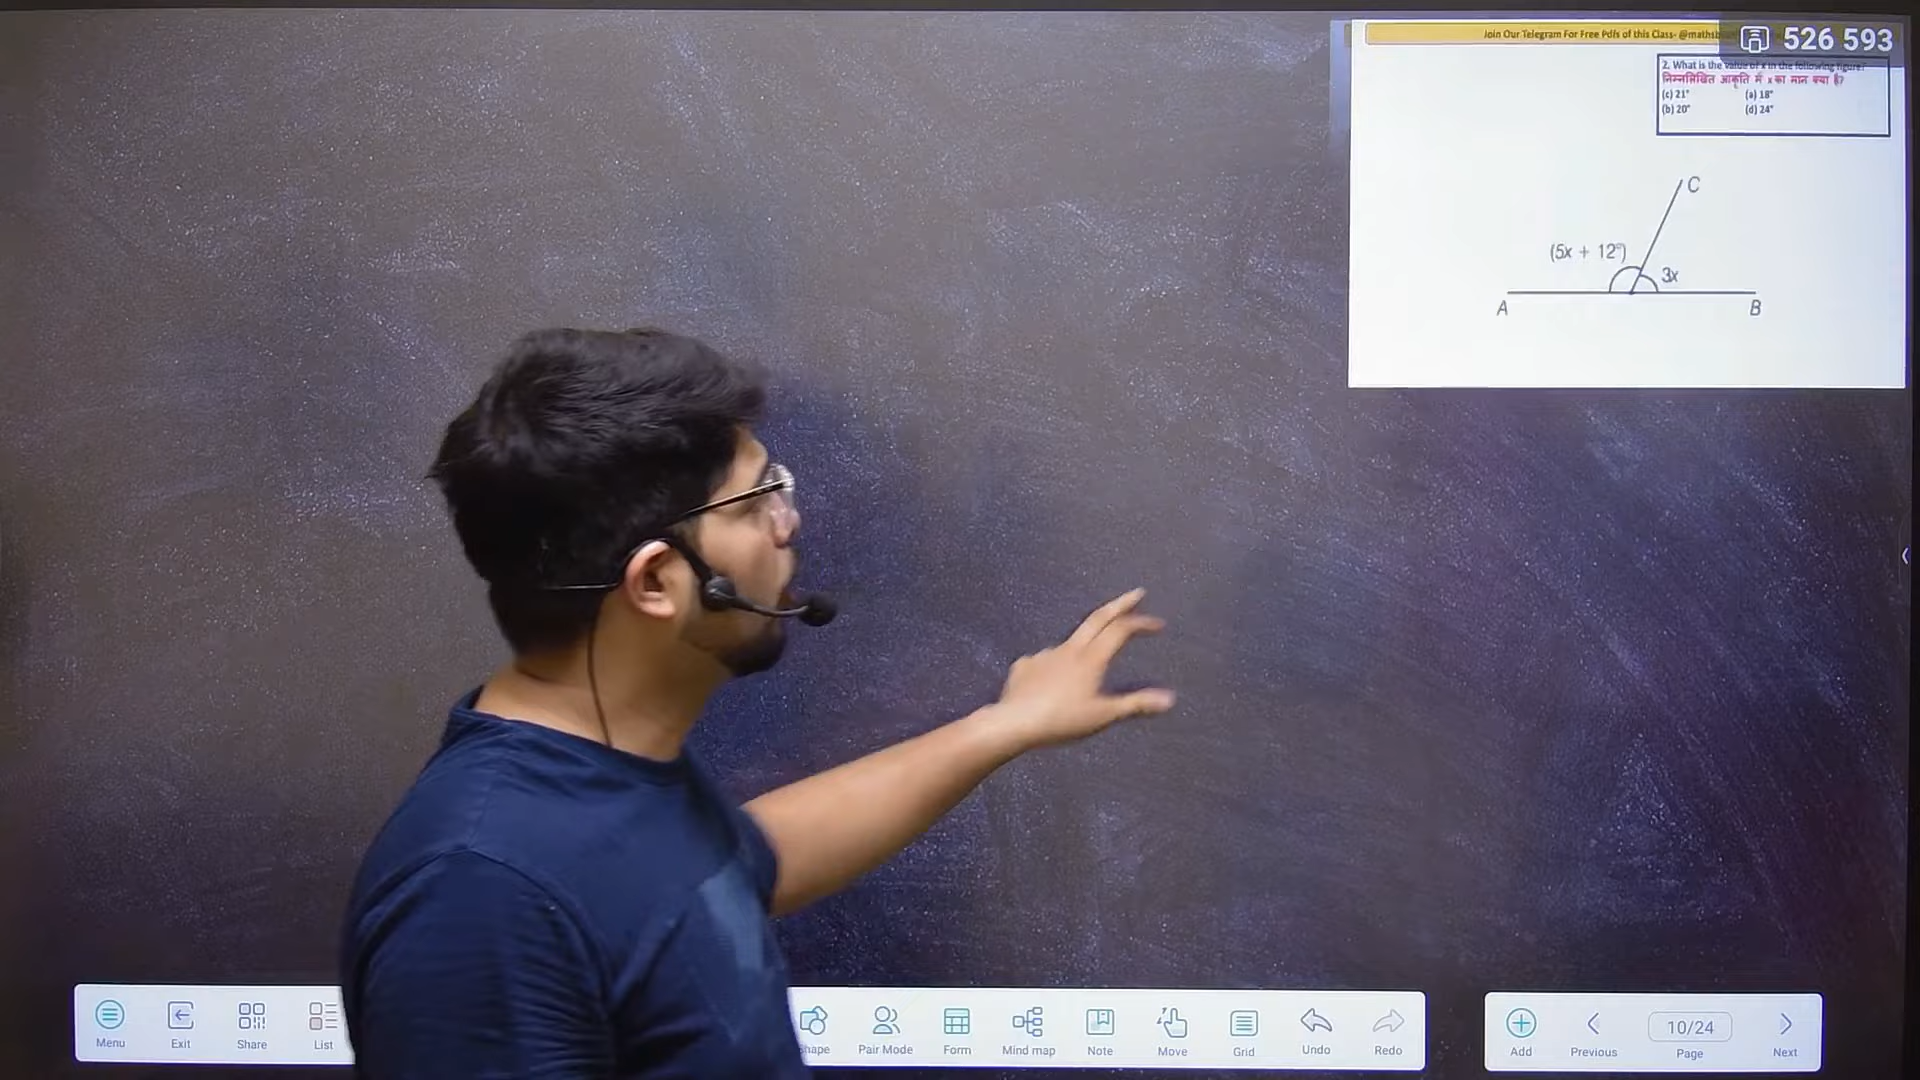 Join Our Telegram For Free Pdfs of this Class- @maths
526 593
2. What is the value of x in the following figure?
निम्नलिखित आकृति में x का मान क्या है?
(c) 21° (a) 18°
(b) 20° (d) 24°
C
(5x + 12°)
3x
A B
Menu Exit Share List Pair Mode Form Mind map Note Move Grid Undo Redo Add Previous 10/24 Page Next